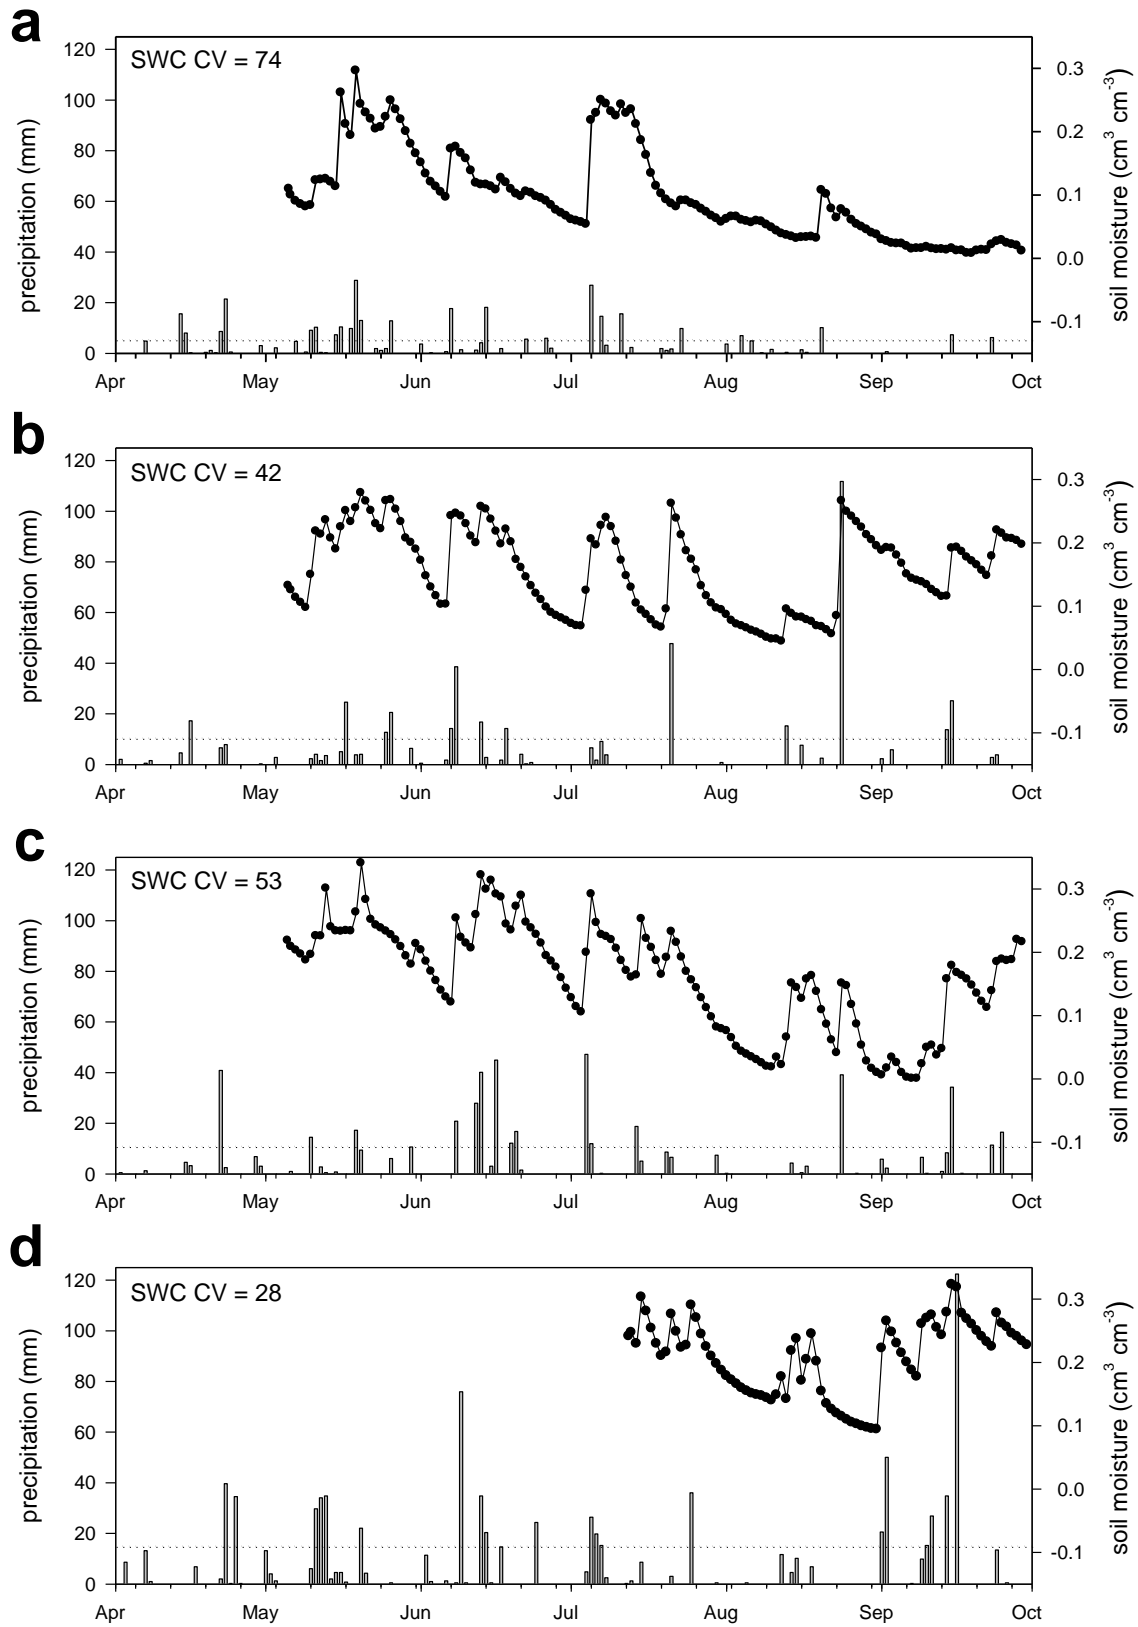 a
SWC CV = 74
120
100
80
60
40
20
0
precipitation (mm)
0.3
0.2
0.1
0.0
-0.1
soil moisture (cm³ cm⁻³)
Apr May Jun Jul Aug Sep Oct
b
SWC CV = 42
120
100
80
60
40
20
0
precipitation (mm)
0.3
0.2
0.1
0.0
-0.1
soil moisture (cm³ cm⁻³)
Apr May Jun Jul Aug Sep Oct
c
SWC CV = 53
120
100
80
60
40
20
0
precipitation (mm)
0.3
0.2
0.1
0.0
-0.1
soil moisture (cm³ cm⁻³)
Apr May Jun Jul Aug Sep Oct
d
SWC CV = 28
120
100
80
60
40
20
0
precipitation (mm)
0.3
0.2
0.1
0.0
-0.1
soil moisture (cm³ cm⁻³)
Apr May Jun Jul Aug Sep Oct